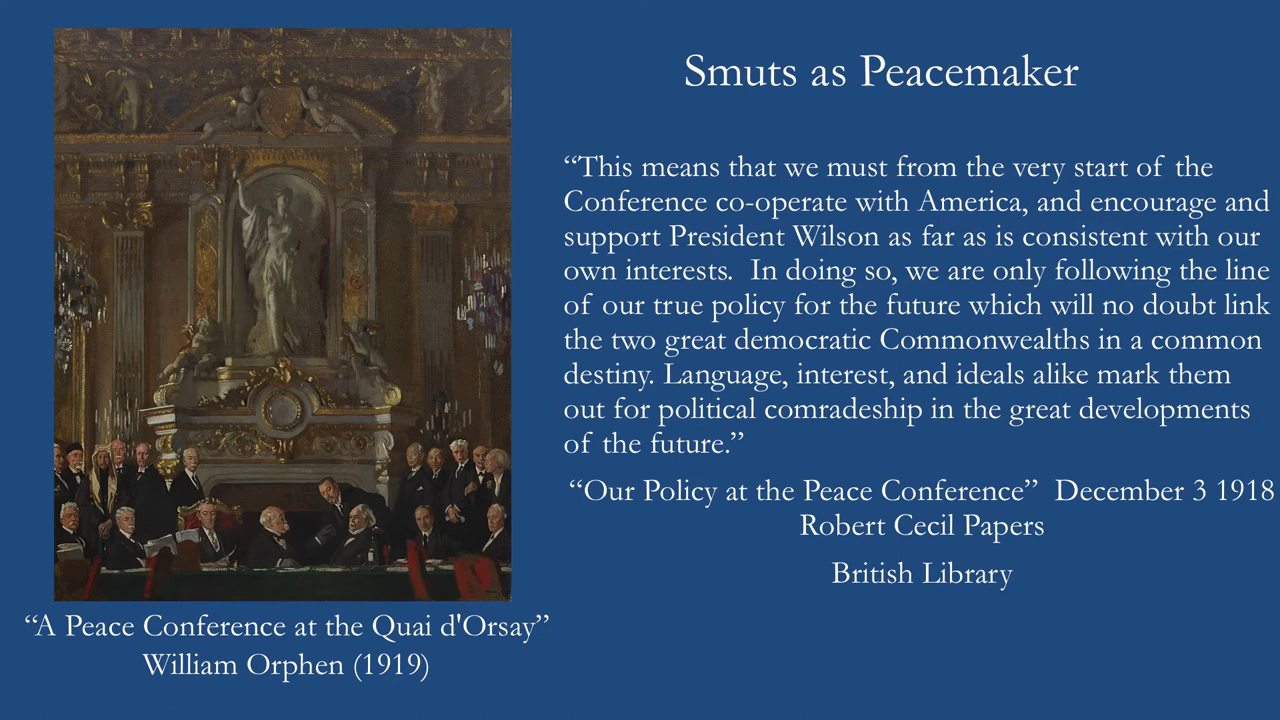 Smuts as Peacemaker
“This means that we must from the very start of the
Conference co-operate with America, and encourage and
support President Wilson as far as is consistent with our
own interests.  In doing so, we are only following the line
of our true policy for the future which will no doubt link
the two great democratic Commonwealths in a common
destiny. Language, interest, and ideals alike mark them
out for political comradeship in the great developments
of the future.”
“Our Policy at the Peace Conference”  December 3 1918
Robert Cecil Papers
British Library
“A Peace Conference at the Quai d'Orsay”
William Orphen (1919)